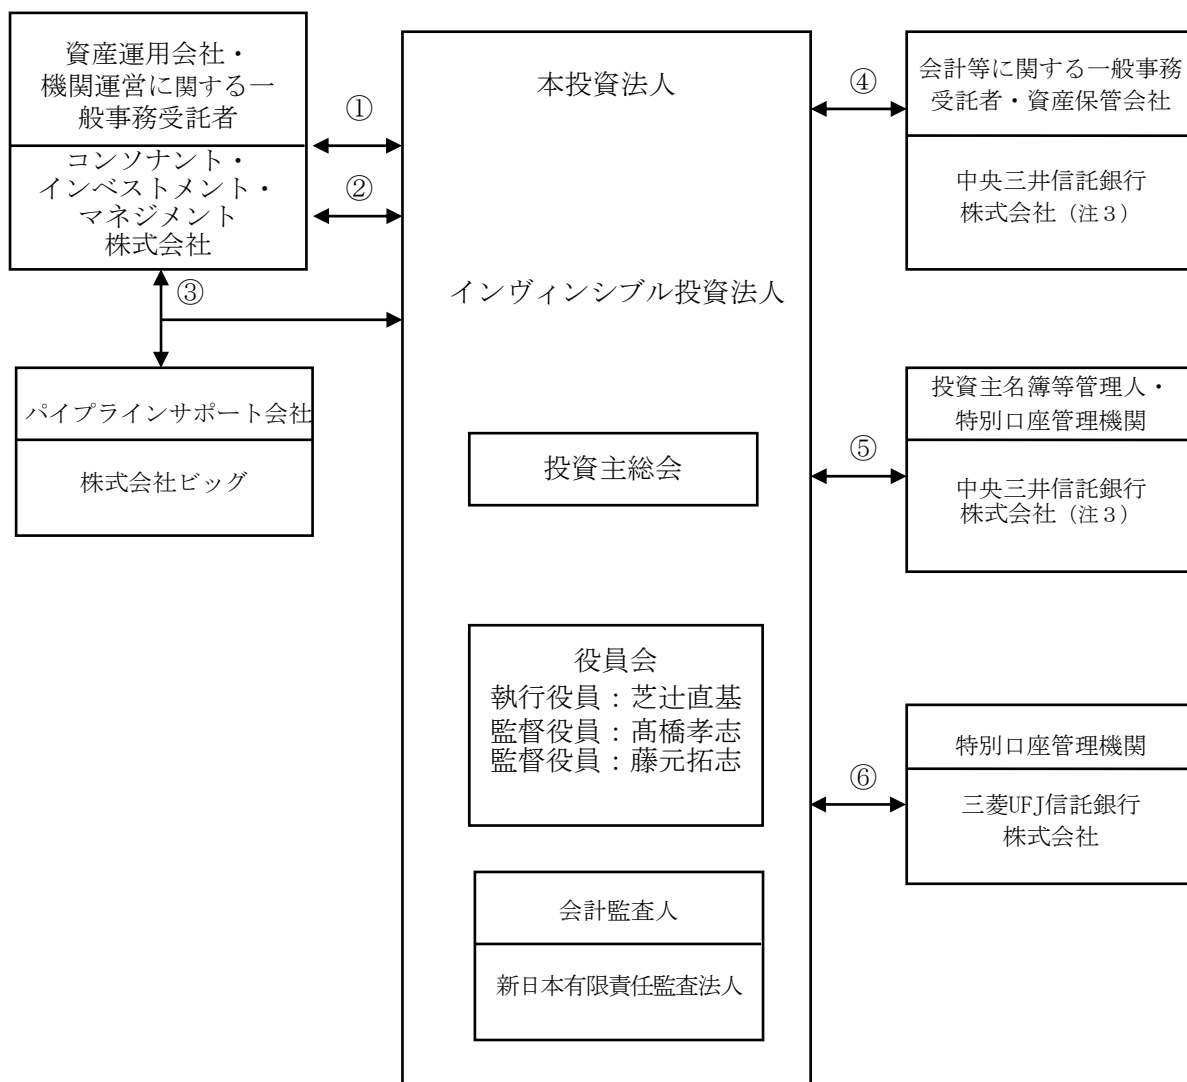 資産運用会社・
機関運営に関する一
般事務受託者
コンソナント・
インベストメント・
マネジメント
株式会社
①
②
③
パイプラインサポート会社
株式会社ビッグ
本投資法人
インヴィンシブル投資法人
投資主総会
役員会
執行役員：芝辻直基
監督役員：髙橋孝志
監督役員：藤元拓志
会計監査人
新日本有限責任監査法人
④
会計等に関する一般事務
受託者・資産保管会社
中央三井信託銀行
株式会社（注３）
⑤
投資主名簿等管理人・
特別口座管理機関
中央三井信託銀行
株式会社（注３）
⑥
特別口座管理機関
三菱UFJ信託銀行
株式会社